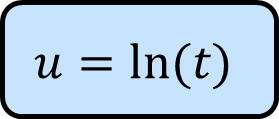 u = ln(t)